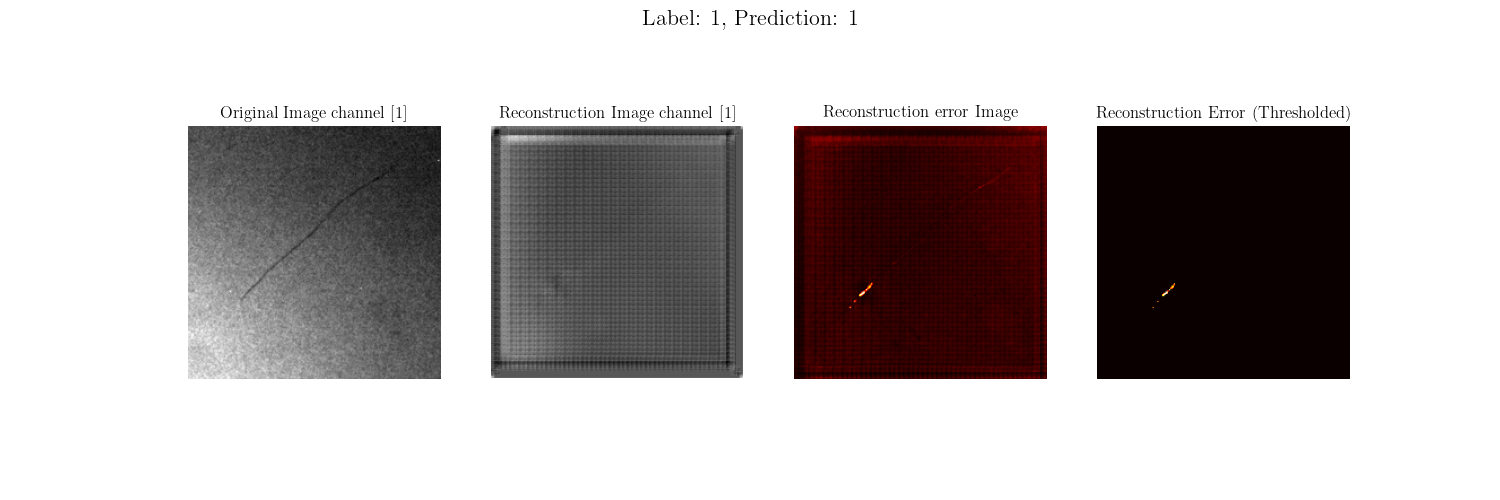 Label: 1, Prediction: 1
Original Image channel [1]
Reconstruction Image channel [1]
Reconstruction error Image
Reconstruction Error (Thresholded)